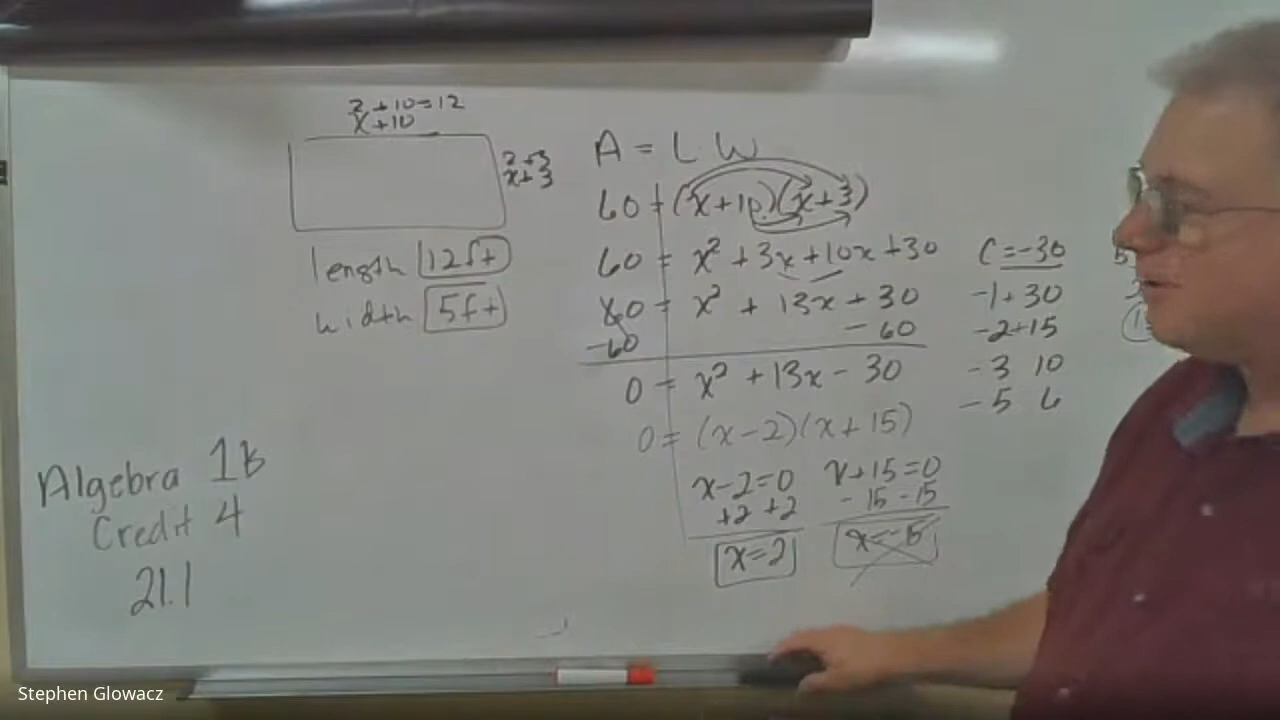 2 + 10 = 12
x + 10
2 + 3
x + 3
length 12ft
width 5ft
A = L W
60 = (x+10)(x+3)
60 = x² + 3x + 10x + 30
60 = x² + 13x + 30
-60 - 60
0 = x² + 13x - 30
0 = (x-2)(x+15)
x-2=0 x+15=0
+2 +2 -15 -15
x=2 x=-15
C = -30
-1 + 30
-2 + 15
-3 10
-5 6
Algebra 1B
Credit 4
21.1
Stephen Glowacz